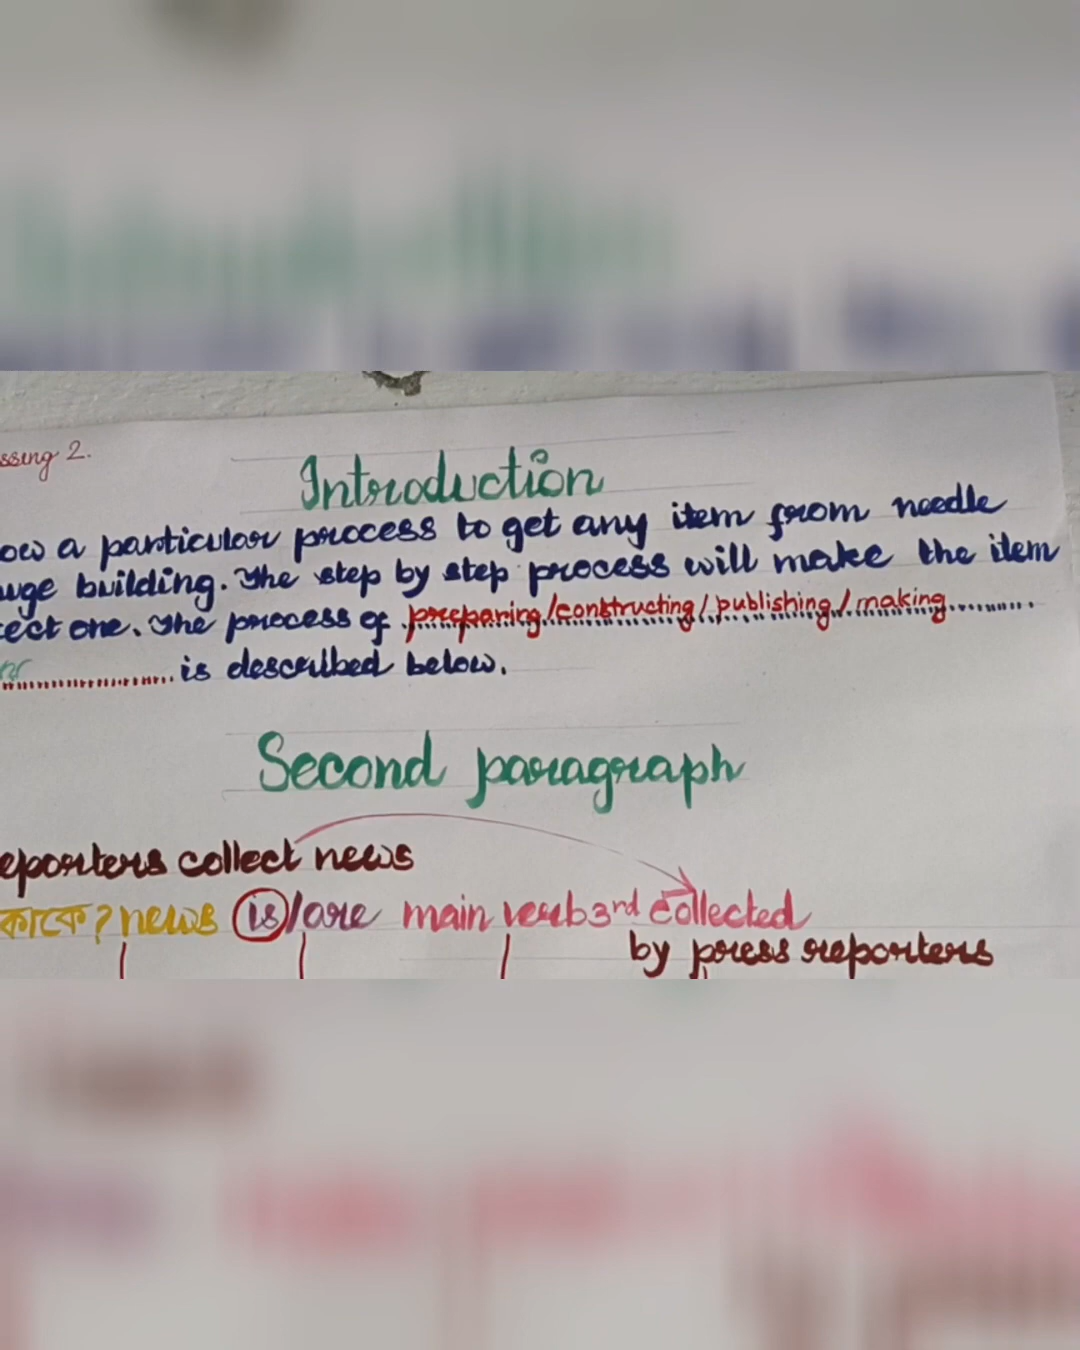 ssing 2.
Introduction
ow a particular process to get any item from needle
uge building. The step by step process will make the item
ect one. The process of preparing/constructing/publishing/making.........
.................... is described below.
Second paragraph
eporters collect news
কাকে? news is/are main verb 3rd collected
by press reporters